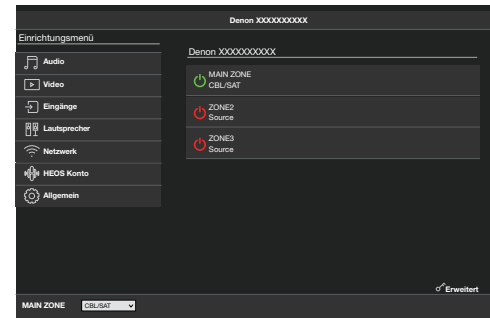 Denon XXXXXXXXXX
Einrichtungsmenü
Audio
Video
Eingänge
Lautsprecher
Netzwerk
HEOS Konto
Allgemein
Denon XXXXXXXXXX
MAIN ZONE
CBL/SAT
ZONE2
Source
ZONE3
Source
Erweitert
MAIN ZONE CBL/SAT